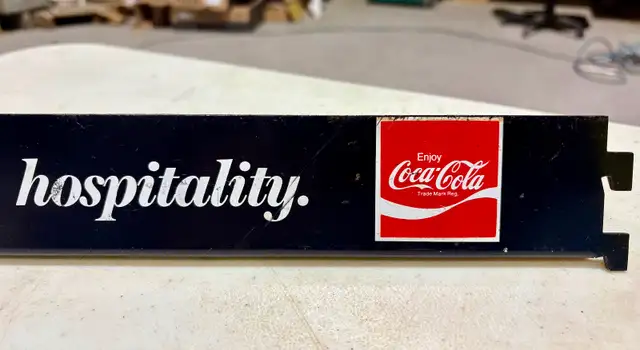 hospitality.
Enjoy
Coca-Cola
Trade Mark Reg.